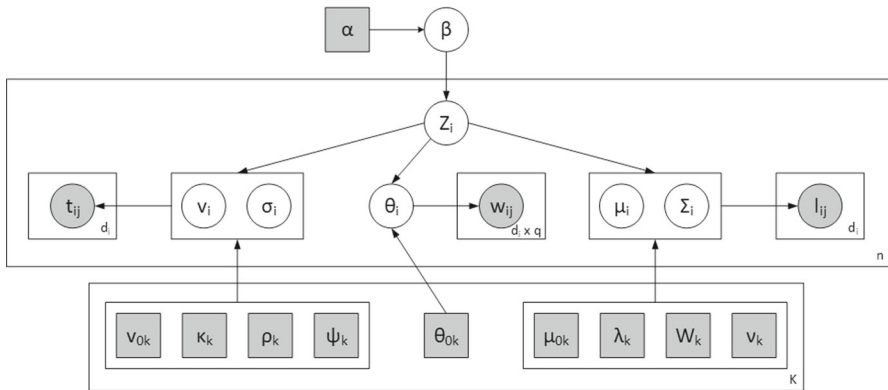 α β
Z_i
t_ij v_i σ_i θ_i w_ij μ_i Σ_i l_ij
d_i d_i x q d_i
n
v_0k κ_k ρ_k ψ_k θ_0k μ_0k λ_k W_k ν_k
K